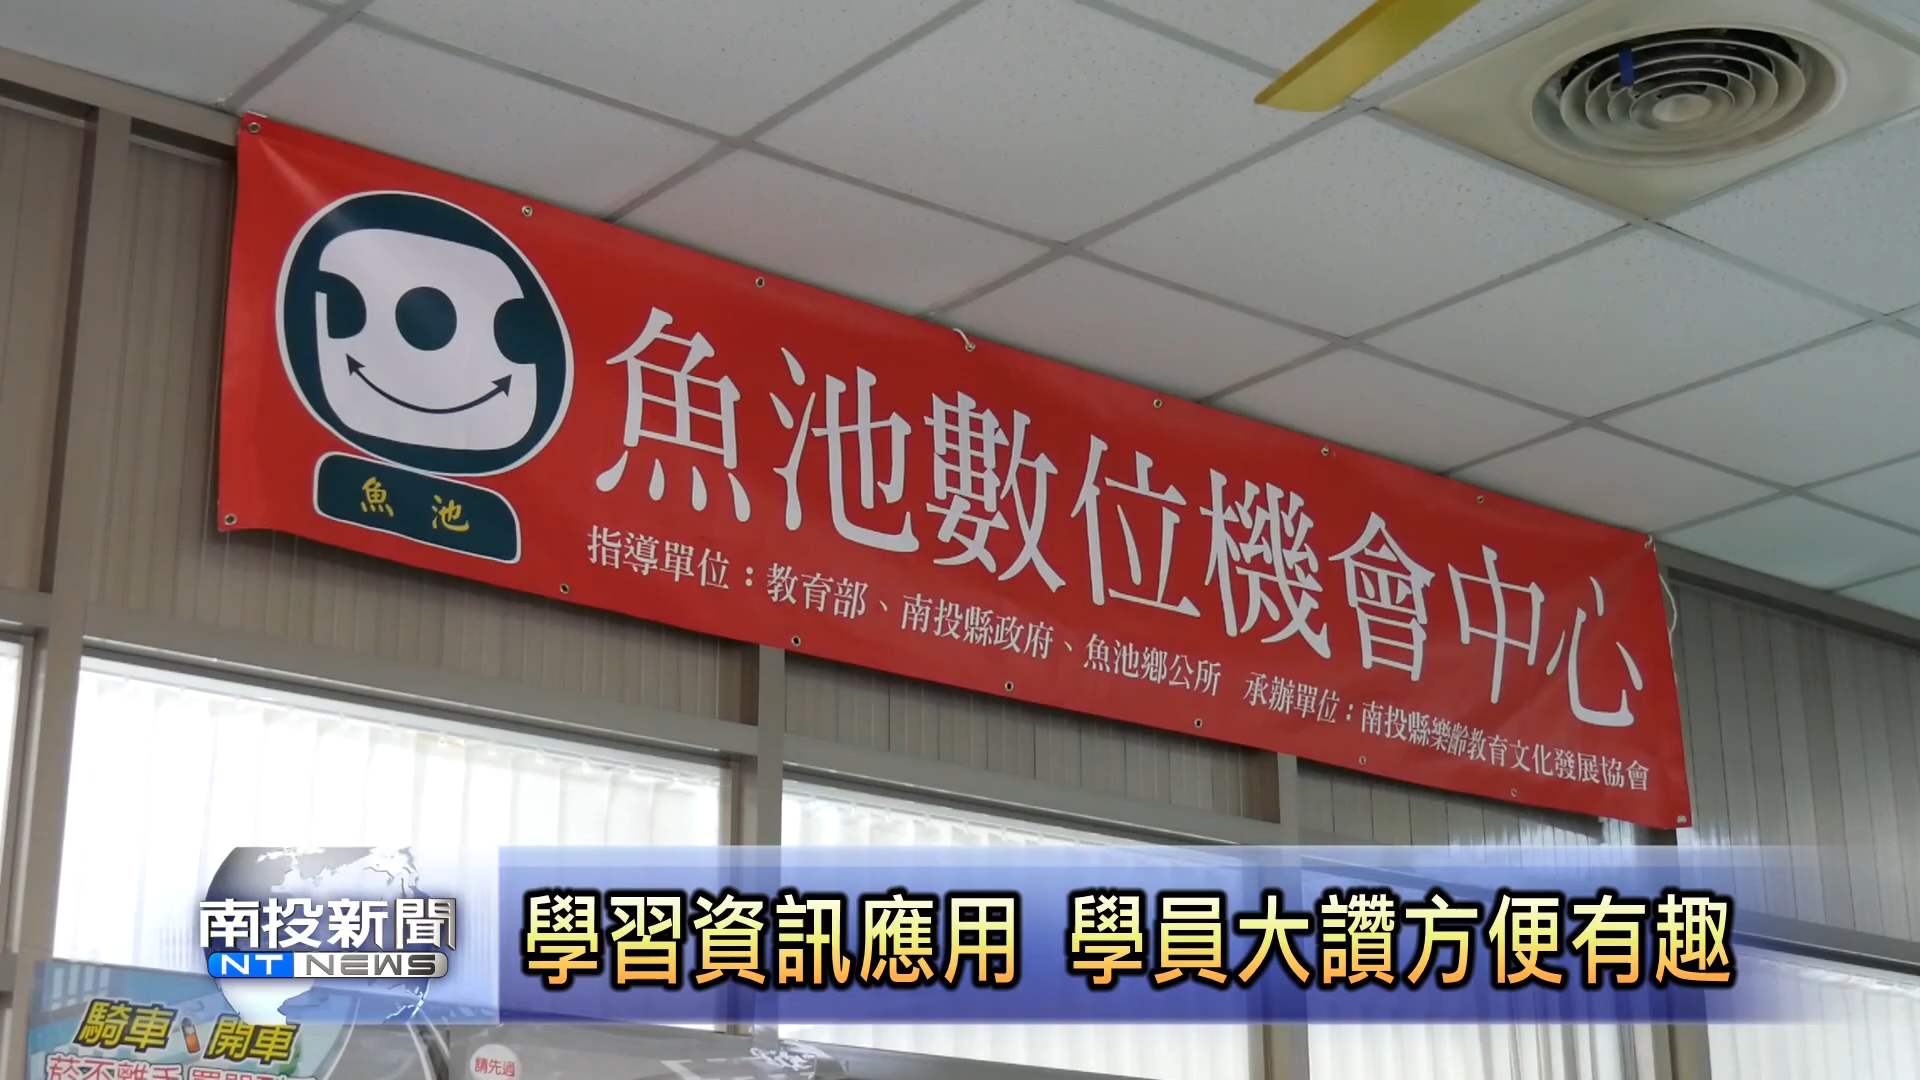 魚池數位機會中心
魚池
指導單位：教育部、南投縣政府、魚池鄉公所 承辦單位：南投縣樂齡教育文化發展協會
南投新聞
NT NEWS
學習資訊應用 學員大讚方便有趣
騎車、開車
請先過